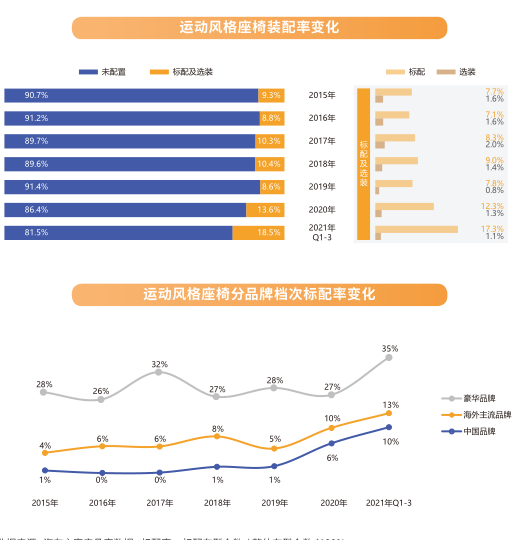 运动风格座椅装配率变化
未配置 标配及选装 标配 选装
90.7% 9.3% 2015年 7.7%
1.6%
91.2% 8.8% 2016年 7.1%
1.6%
89.7% 10.3% 2017年 8.3%
2.0%
89.6% 10.4% 2018年 9.0%
1.4%
91.4% 8.6% 2019年 7.8%
0.8%
86.4% 13.6% 2020年 12.3%
1.3%
81.5% 18.5% 2021年
Q1-3 17.3%
1.1%
标配及选装
运动风格座椅分品牌档次标配率变化
28% 26% 32% 27% 28% 27% 35%
豪华品牌
4% 6% 6% 8% 5% 10% 13%
海外主流品牌
1% 0% 0% 1% 1% 6% 10%
中国品牌
2015年 2016年 2017年 2018年 2019年 2020年 2021年Q1-3